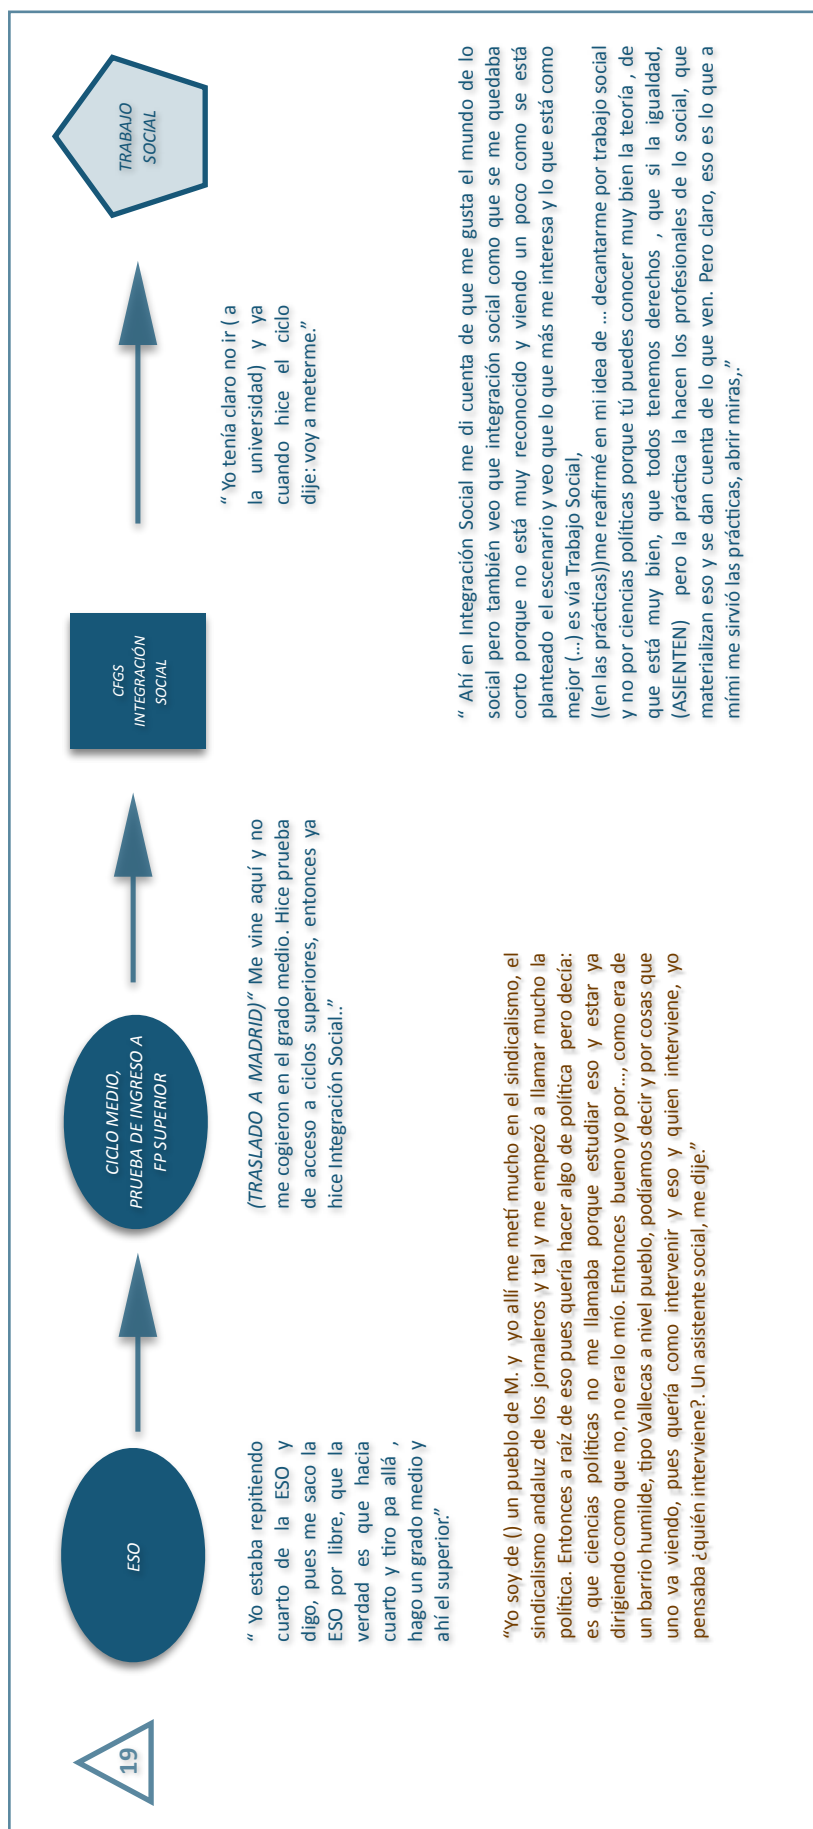 19
ESO
CICLO MEDIO,
PRUEBA DE INGRESO A
FP SUPERIOR
CFGS
INTEGRACIÓN
SOCIAL
TRABAJO
SOCIAL
“ Yo estaba repitiendo
cuarto de la ESO y
digo, pues me saco la
ESO por libre, que la
verdad es que hacia
cuarto y tiro pa allá ,
hago un grado medio y
ahí el superior.”
(TRASLADO A MADRID)“ Me vine aquí y no
me cogieron en el grado medio. Hice prueba
de acceso a ciclos superiores, entonces ya
hice Integración Social..”
“ Yo tenía claro no ir ( a
la universidad) y ya
cuando hice el ciclo
dije: voy a meterme.”
“Yo soy de () un pueblo de M. y yo allí me metí mucho en el sindicalismo, el
sindicalismo andaluz de los jornaleros y tal y me empezó a llamar mucho la
política. Entonces a raíz de eso pues quería hacer algo de política pero decía:
es que ciencias políticas no me llamaba porque estudiar eso y estar ya
dirigiendo como que no, no era lo mío. Entonces bueno yo por..., como era de
un barrio humilde, tipo Vallecas a nivel pueblo, podíamos decir y por cosas que
uno va viendo, pues quería como intervenir y eso y quien interviene, yo
pensaba ¿quién interviene?. Un asistente social, me dije.”
“ Ahí en Integración Social me di cuenta de que me gusta el mundo de lo
social pero también veo que integración social como que se me quedaba
corto porque no está muy reconocido y viendo un poco como se está
planteado el escenario y veo que lo que más me interesa y lo que está como
mejor (...) es vía Trabajo Social,
((en las prácticas))me reafirmé en mi idea de ... decantarme por trabajo social
y no por ciencias políticas porque tú puedes conocer muy bien la teoría , de
que está muy bien, que todos tenemos derechos , que si la igualdad,
(ASIENTEN) pero la práctica la hacen los profesionales de lo social, que
materializan eso y se dan cuenta de lo que ven. Pero claro, eso es lo que a
mími me sirvió las prácticas, abrir miras,.”